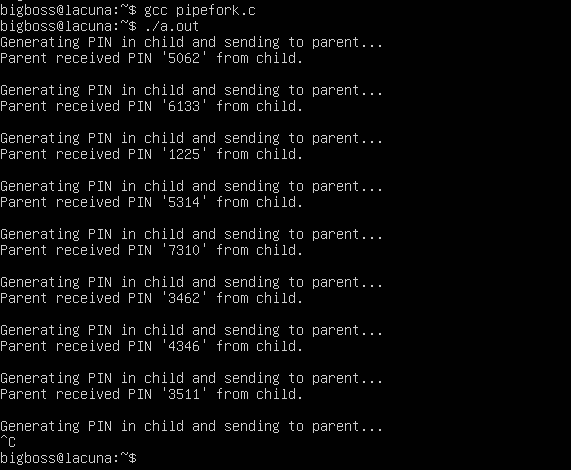 bigboss@lacuna:~$ gcc pipefork.c
bigboss@lacuna:~$ ./a.out
Generating PIN in child and sending to parent...
Parent received PIN '5062' from child.
Generating PIN in child and sending to parent...
Parent received PIN '6133' from child.
Generating PIN in child and sending to parent...
Parent received PIN '1225' from child.
Generating PIN in child and sending to parent...
Parent received PIN '5314' from child.
Generating PIN in child and sending to parent...
Parent received PIN '7310' from child.
Generating PIN in child and sending to parent...
Parent received PIN '3462' from child.
Generating PIN in child and sending to parent...
Parent received PIN '4346' from child.
Generating PIN in child and sending to parent...
Parent received PIN '3511' from child.
Generating PIN in child and sending to parent...
^C
bigboss@lacuna:~$